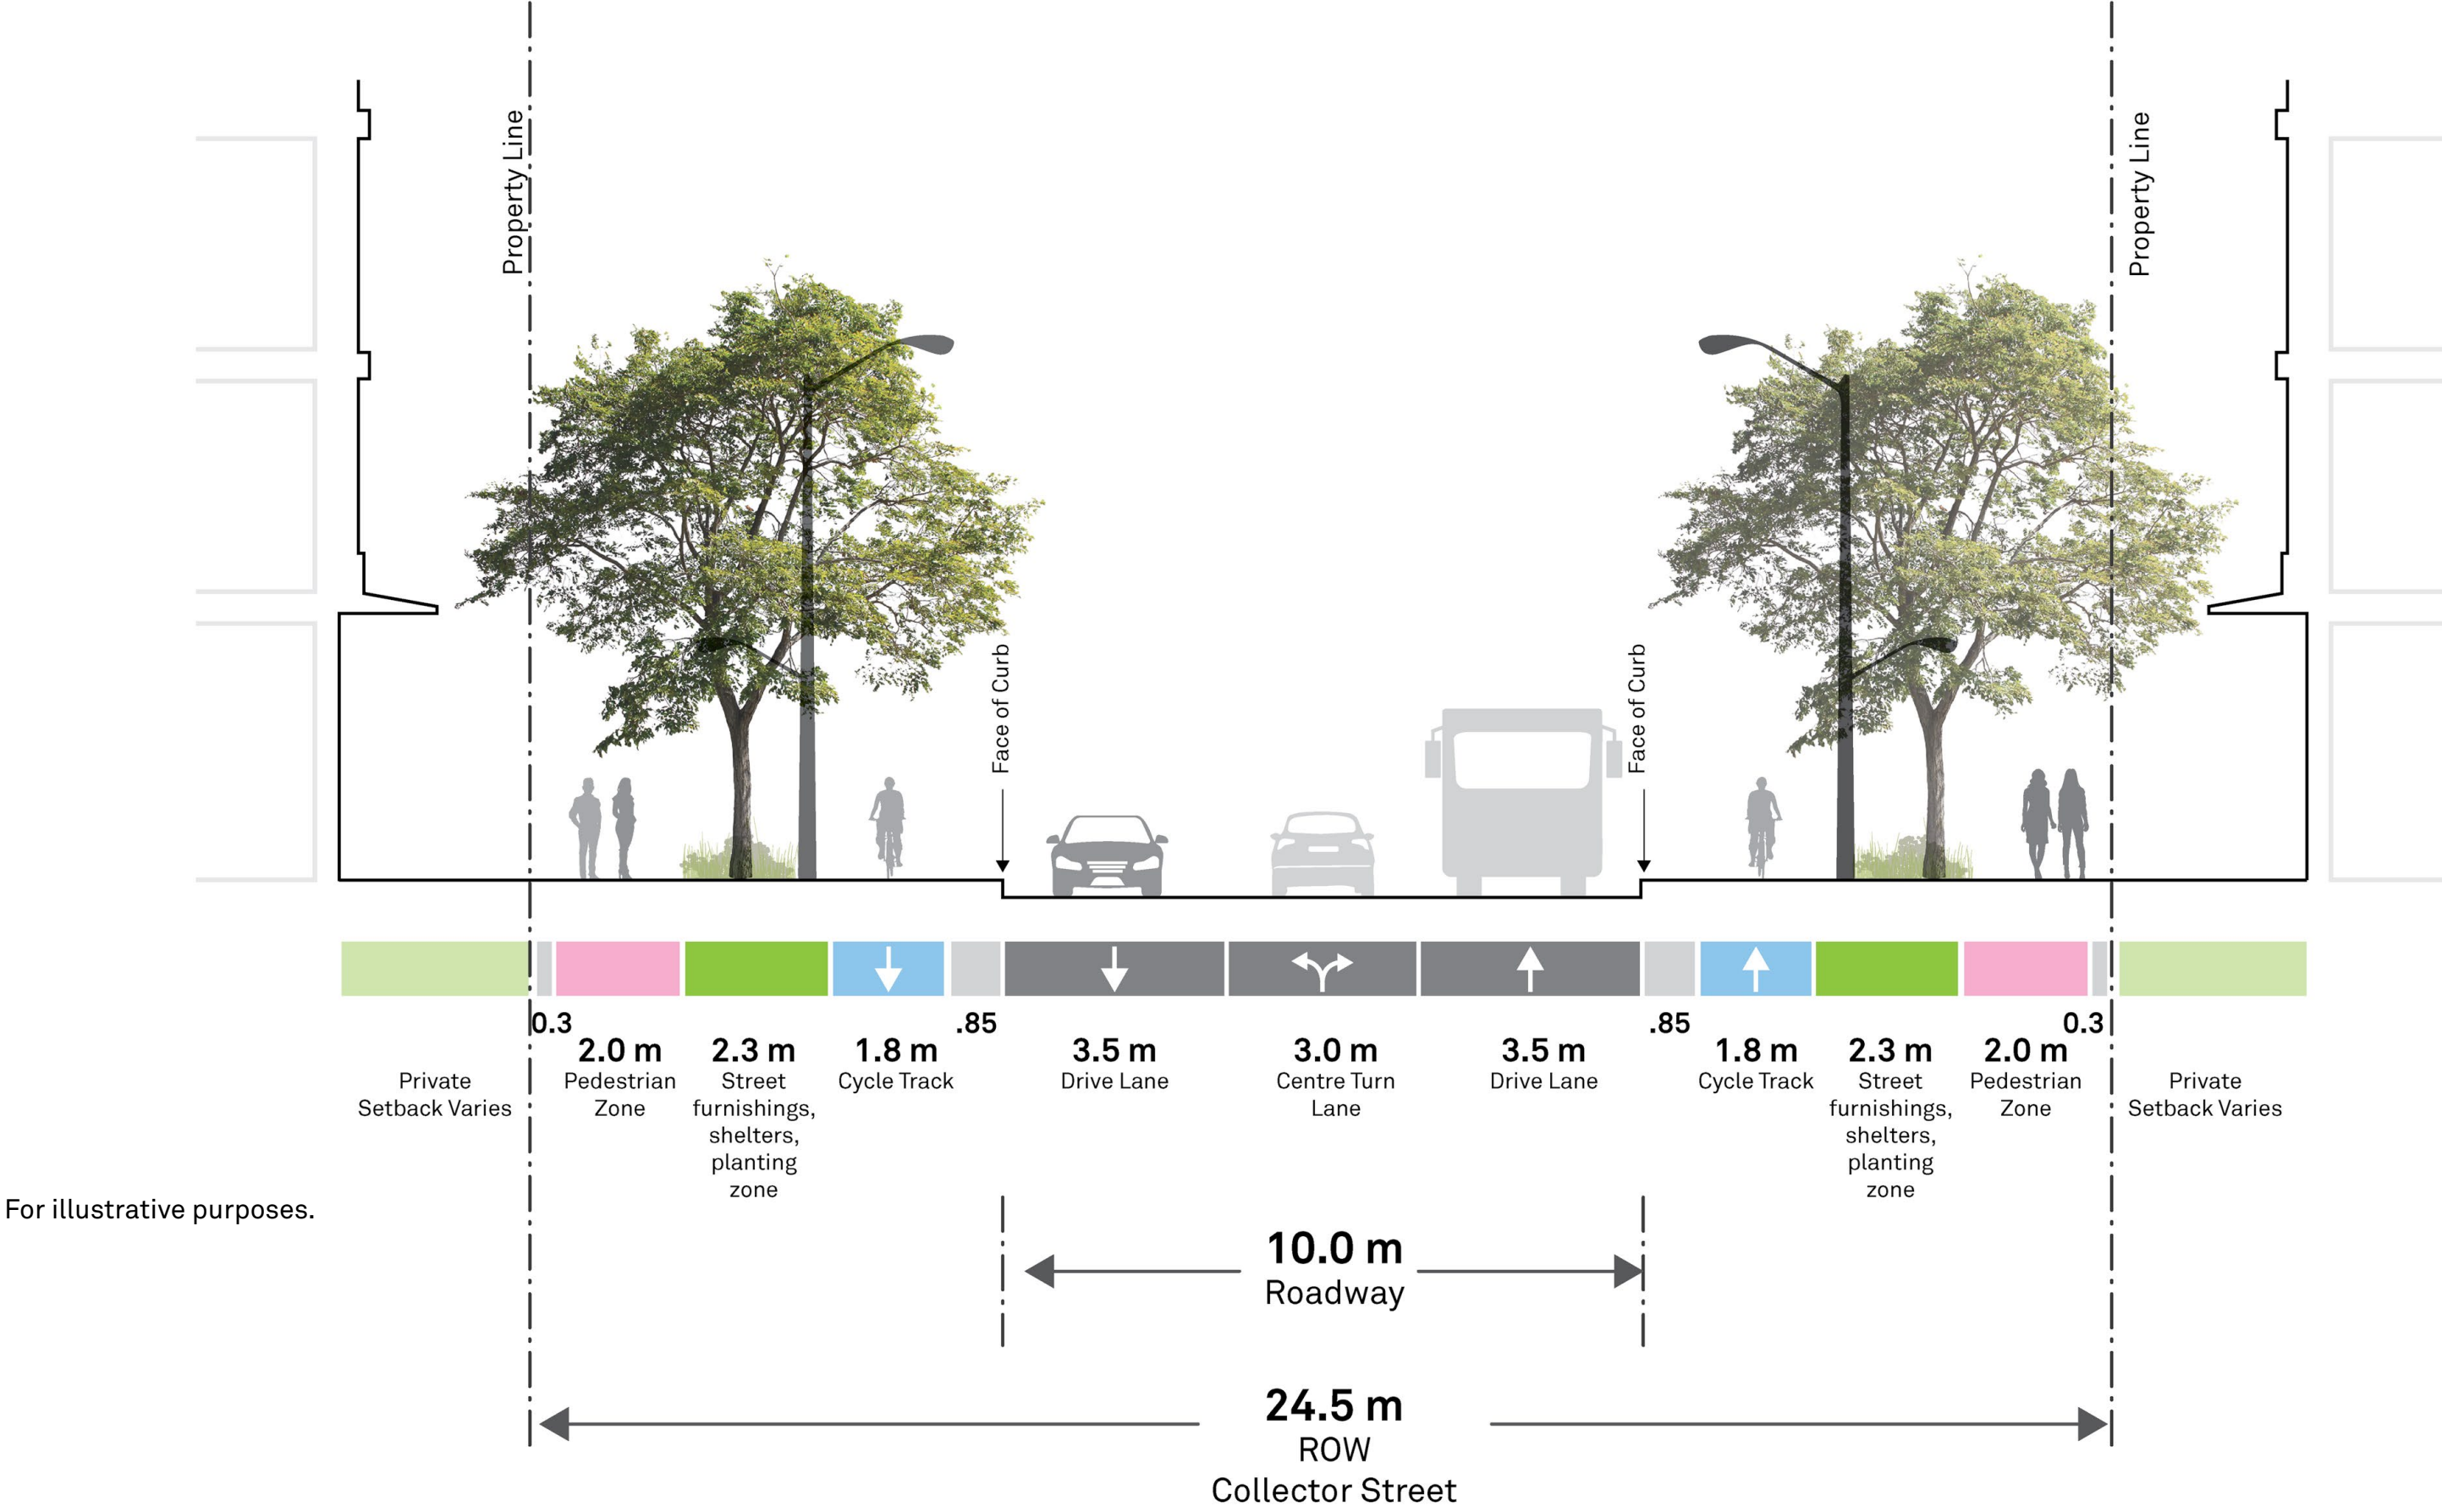 Property Line
Property Line
Face of Curb
Face of Curb
0.3
.85
.85
0.3
2.0 m
2.3 m
1.8 m
3.5 m
3.0 m
3.5 m
1.8 m
2.3 m
2.0 m
Private
Setback Varies
Pedestrian
Zone
Street
furnishings,
shelters,
planting
zone
Cycle Track
Drive Lane
Centre Turn
Lane
Drive Lane
Cycle Track
Street
furnishings,
shelters,
planting
zone
Pedestrian
Zone
Private
Setback Varies
For illustrative purposes.
10.0 m
Roadway
24.5 m
ROW
Collector Street